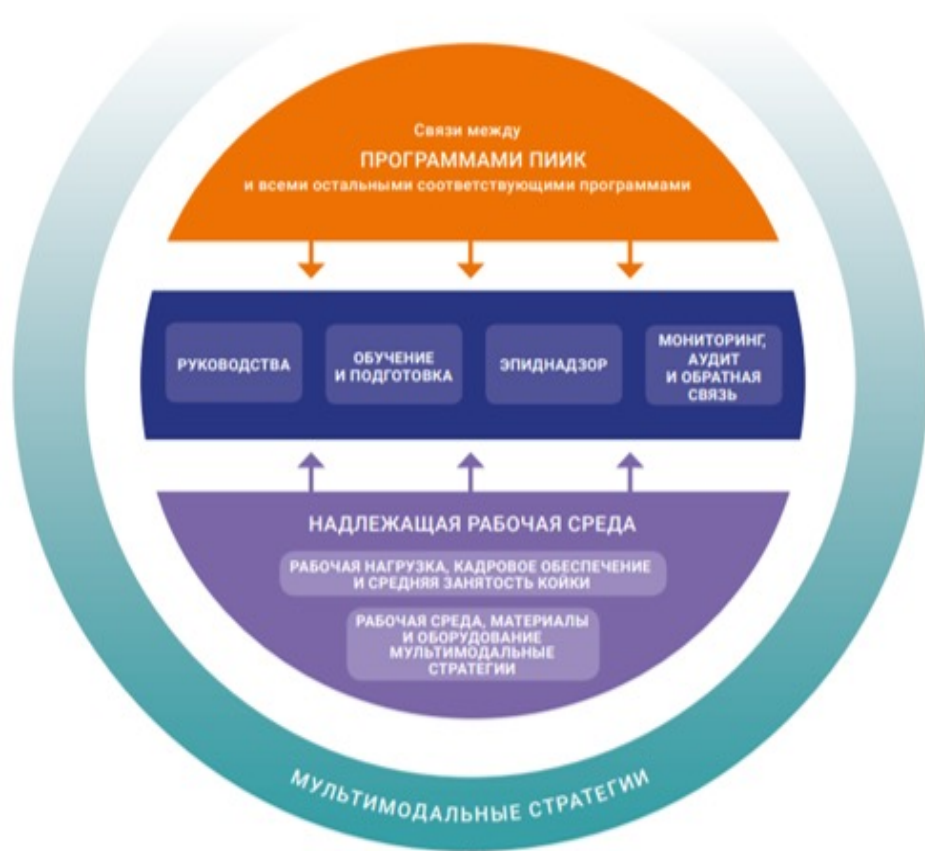 Связи между
ПРОГРАММАМИ ПИИК
и всеми остальными соответствующими программами
РУКОВОДСТВА
ОБУЧЕНИЕ
И ПОДГОТОВКА
ЭПИДНАДЗОР
МОНИТОРИНГ,
АУДИТ
И ОБРАТНАЯ
СВЯЗЬ
НАДЛЕЖАЩАЯ РАБОЧАЯ СРЕДА
РАБОЧАЯ НАГРУЗКА, КАДРОВОЕ ОБЕСПЕЧЕНИЕ
И СРЕДНЯЯ ЗАНЯТОСТЬ КОЙКИ
РАБОЧАЯ СРЕДА, МАТЕРИАЛЫ
И ОБОРУДОВАНИЕ
МУЛЬТИМОДАЛЬНЫЕ
СТРАТЕГИИ
МУЛЬТИМОДАЛЬНЫЕ СТРАТЕГИИ